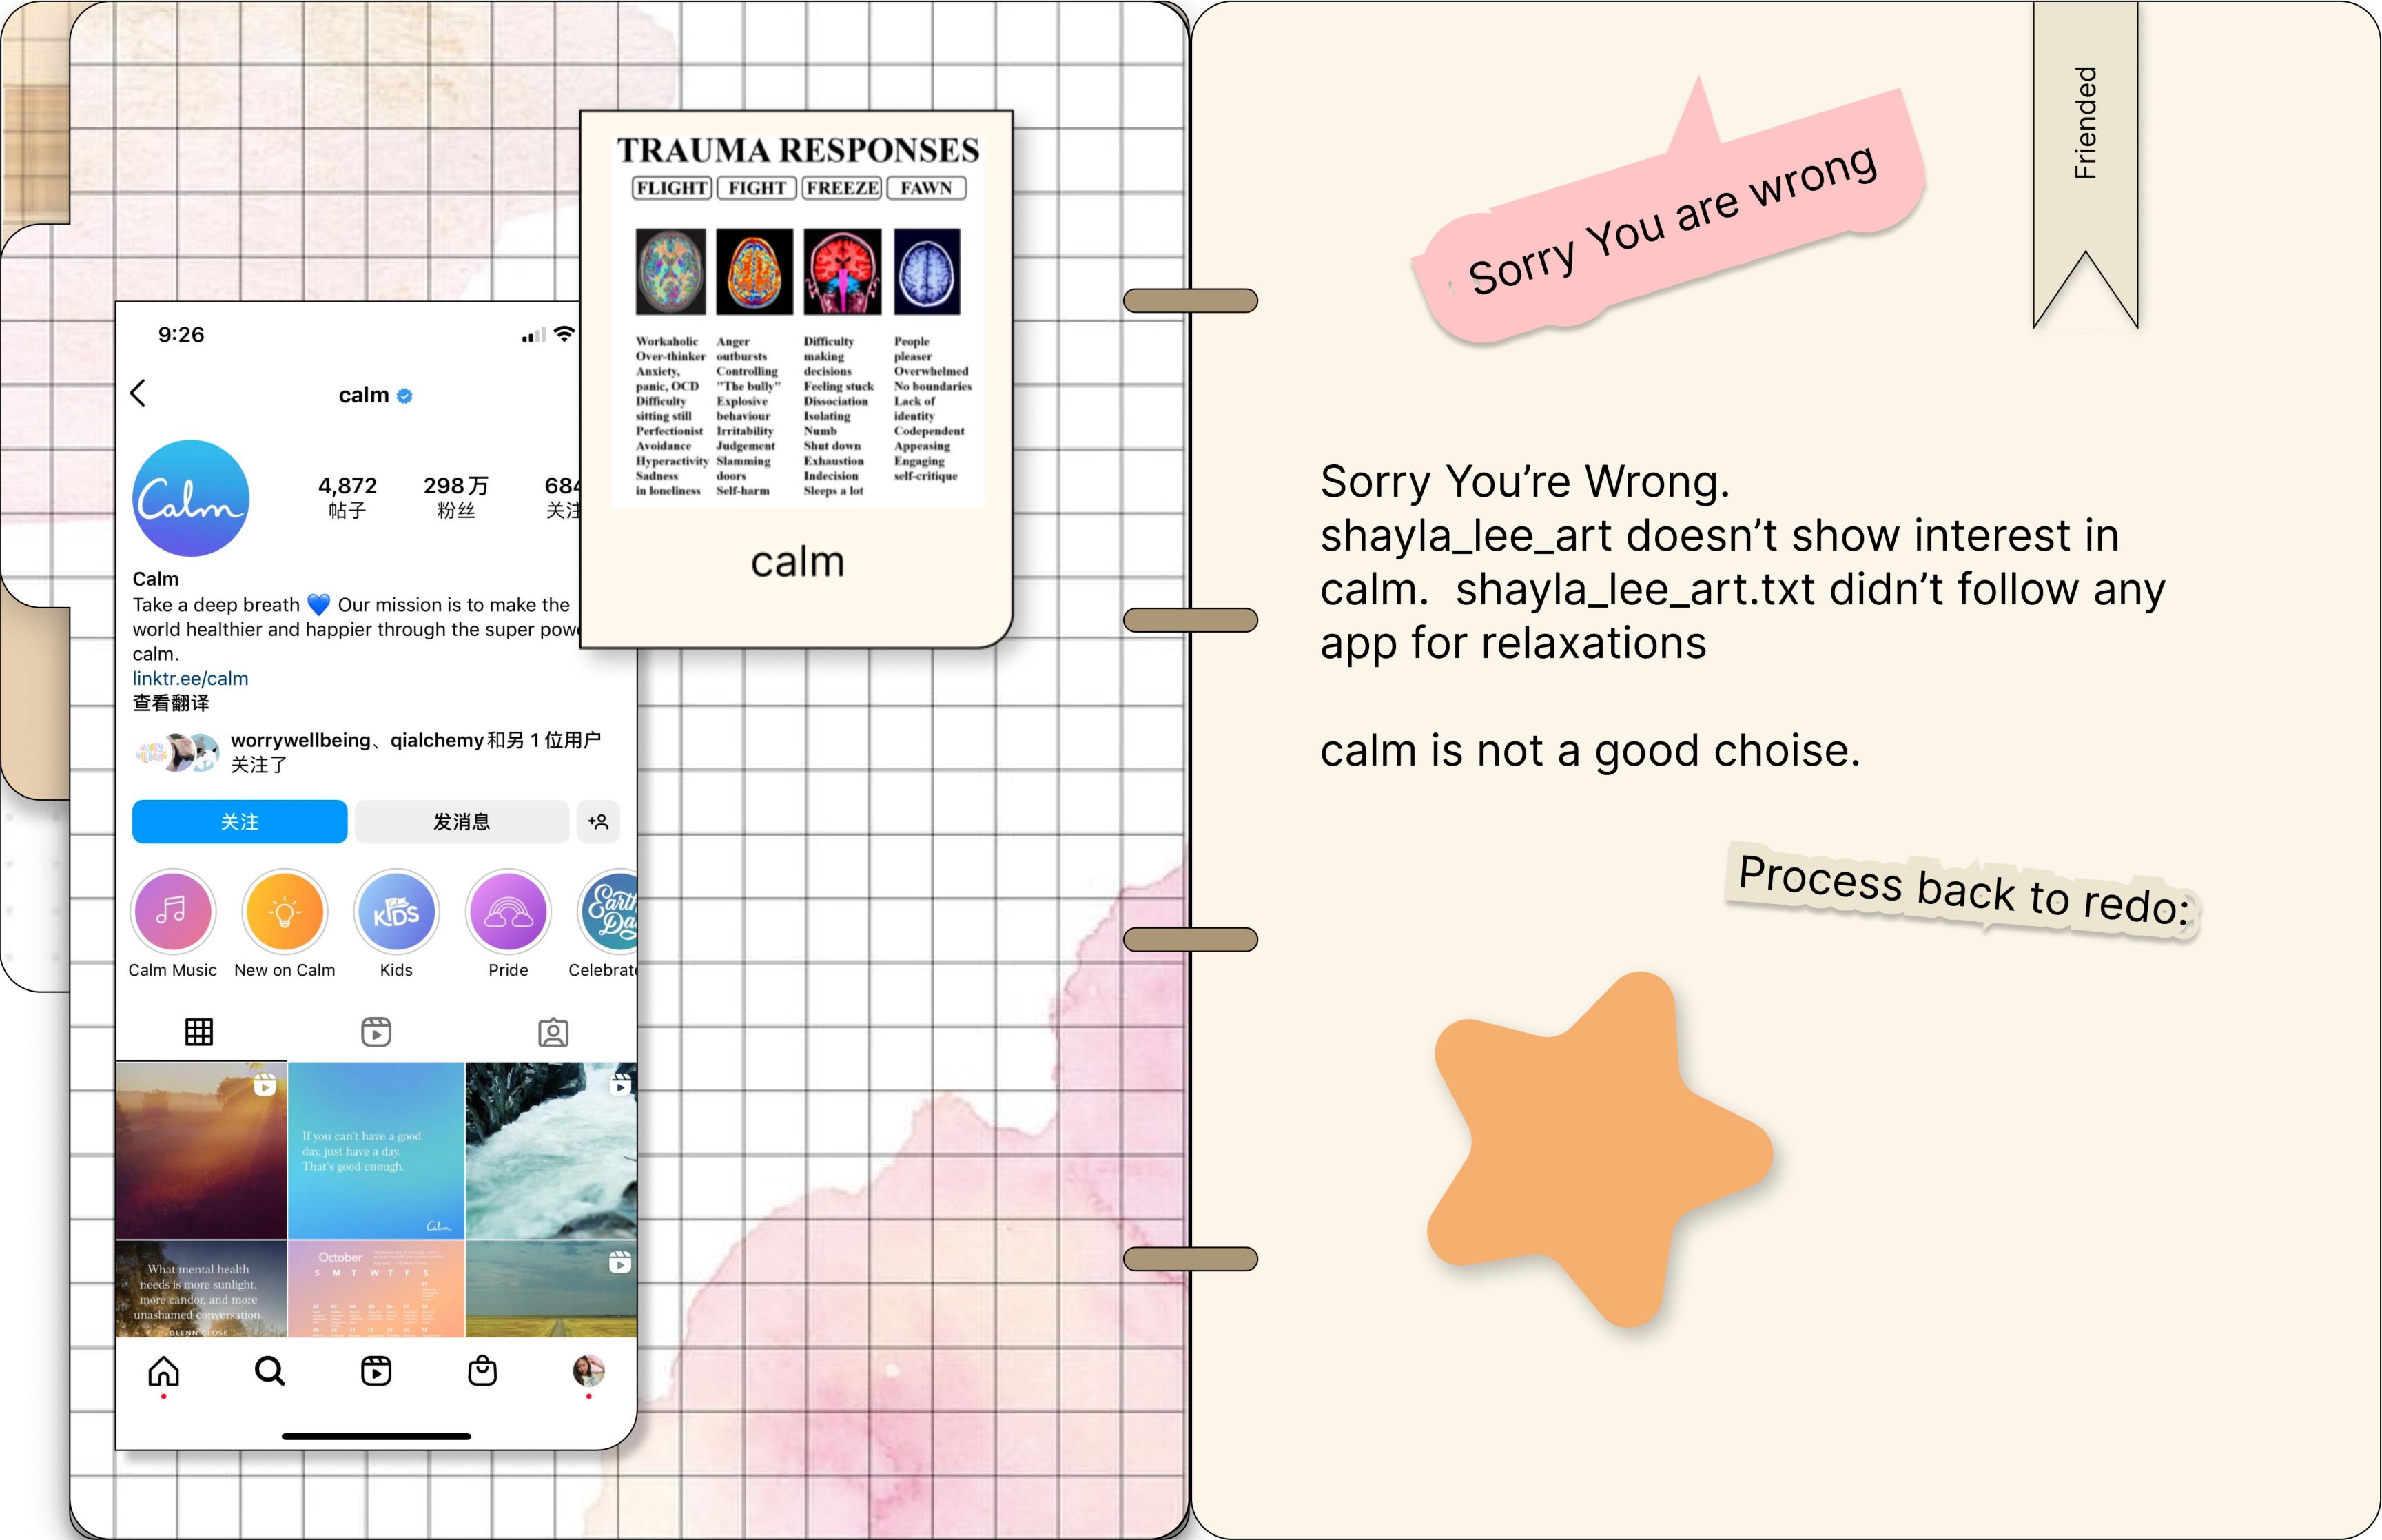 9:26
calm
Calm
4,872
298万
684
帖子
粉丝
关注
Calm
Take a deep breath 💙 Our mission is to make the
world healthier and happier through the super powe
calm.
linktr.ee/calm
查看翻译
worrywellbeing、qialchemy和另 1 位用户
关注了
关注
发消息
KIDS
Earth
Day
Calm Music
New on Calm
Kids
Pride
Celebrate
If you can't have a good
day, just have a day.
That's good enough.
Calm
What mental health
needs is more sunlight,
more candor, and more
unashamed conversation.
-GLENN CLOSE
October
S M T W T F S
TRAUMA RESPONSES
FLIGHT
FIGHT
FREEZE
FAWN
Workaholic
Over-thinker
Anxiety,
panic, OCD
Difficulty
sitting still
Perfectionist
Avoidance
Hyperactivity
Sadness
in loneliness
Anger
outbursts
Controlling
"The bully"
Explosive
behaviour
Irritability
Judgement
Slamming
doors
Self-harm
Difficulty
making
decisions
Feeling stuck
Dissociation
Isolating
Numb
Shut down
Exhaustion
Indecision
Sleeps a lot
People
pleaser
Overwhelmed
No boundaries
Lack of
identity
Codependent
Appeasing
Engaging
self-critique
calm
Friended
Sorry You are wrong
Sorry You’re Wrong.
shayla_lee_art doesn’t show interest in
calm.  shayla_lee_art.txt didn’t follow any
app for relaxations
calm is not a good choise.
Process back to redo: